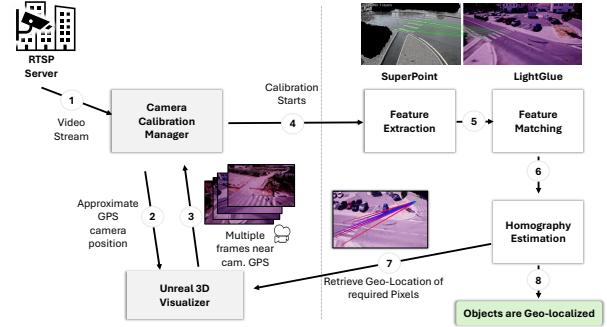 RTSP
Server
1
Video
Stream
Camera
Calibration
Manager
Calibration
Starts
4
SuperPoint
LightGlue
Feature
Extraction
5
Feature
Matching
6
Approximate
GPS
camera
position
2
3
Multiple
frames near
cam. GPS
Homography
Estimation
7
Retrieve Geo-Location of
required Pixels
Unreal 3D
Visualizer
8
Objects are Geo-localized